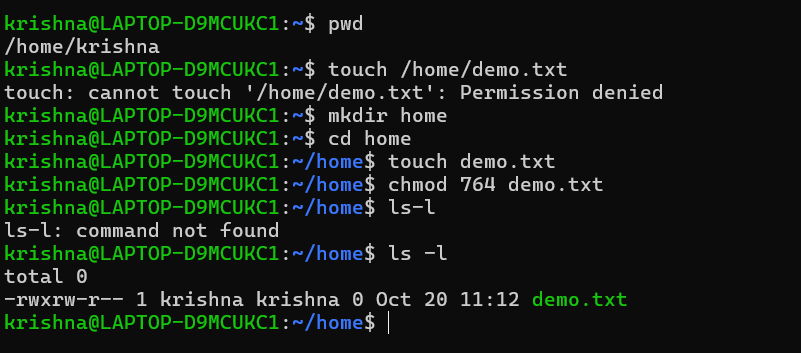 krishna@LAPTOP-D9MCUKC1:~$ pwd
/home/krishna
krishna@LAPTOP-D9MCUKC1:~$ touch /home/demo.txt
touch: cannot touch '/home/demo.txt': Permission denied
krishna@LAPTOP-D9MCUKC1:~$ mkdir home
krishna@LAPTOP-D9MCUKC1:~$ cd home
krishna@LAPTOP-D9MCUKC1:~/home$ touch demo.txt
krishna@LAPTOP-D9MCUKC1:~/home$ chmod 764 demo.txt
krishna@LAPTOP-D9MCUKC1:~/home$ ls-l
ls-l: command not found
krishna@LAPTOP-D9MCUKC1:~/home$ ls -l
total 0
-rwxrw-r-- 1 krishna krishna 0 Oct 20 11:12 demo.txt
krishna@LAPTOP-D9MCUKC1:~/home$